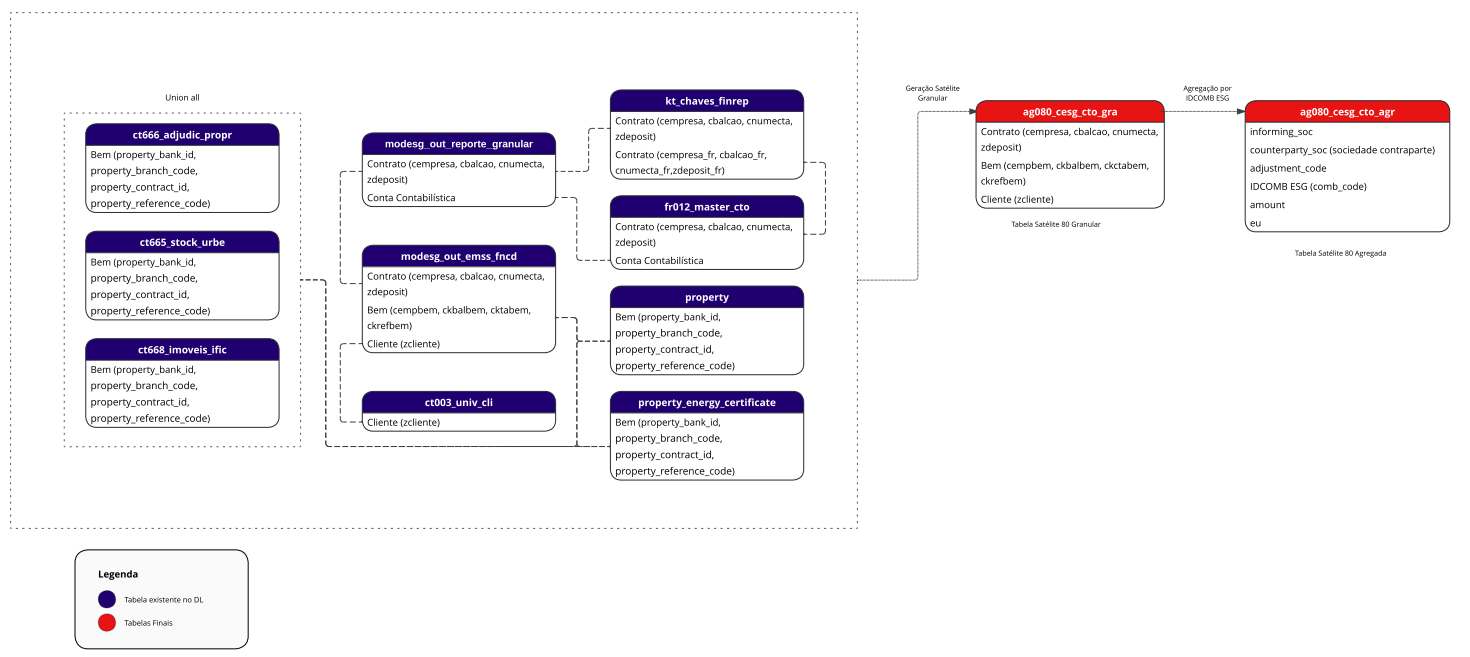 Union all
ct666_adjudic_propr
Bem (property_bank_id,
property_branch_code,
property_contract_id,
property_reference_code)
ct665_stock_urbe
Bem (property_bank_id,
property_branch_code,
property_contract_id,
property_reference_code)
ct668_imoveis_ific
Bem (property_bank_id,
property_branch_code,
property_contract_id,
property_reference_code)
modesg_out_reporte_granular
Contrato (cempresa, cbalcao, cnumecta,
zdeposit)
Conta Contabilística
modesg_out_emss_fncd
Contrato (cempresa, cbalcao, cnumecta,
zdeposit)
Bem (cempbem, ckbalbem, cktabem,
ckrefbem)
Cliente (zcliente)
ct003_univ_cli
Cliente (zcliente)
kt_chaves_finrep
Contrato (cempresa, cbalcao, cnumecta,
zdeposit)
Contrato (cempresa_fr, cbalcao_fr,
cnumecta_fr,zdeposit_fr)
fr012_master_cto
Contrato (cempresa, cbalcao, cnumecta,
zdeposit)
Conta Contabilística
property
Bem (property_bank_id,
property_branch_code,
property_contract_id,
property_reference_code)
property_energy_certificate
Bem (property_bank_id,
property_branch_code,
property_contract_id,
property_reference_code)
Geração Satélite
Granular
ag080_cesg_cto_gra
Contrato (cempresa, cbalcao, cnumecta,
zdeposit)
Bem (cempbem, ckbalbem, ckctabem,
ckrefbem)
Cliente (zcliente)
Tabela Satélite 80 Granular
Agregação por
IDCOMB ESG
ag080_cesg_cto_agr
informing_soc
counterparty_soc (sociedade contraparte)
adjustment_code
IDCOMB ESG (comb_code)
amount
eu
Tabela Satélite 80 Agregada
Legenda
Tabela existente no DL
Tabelas Finais